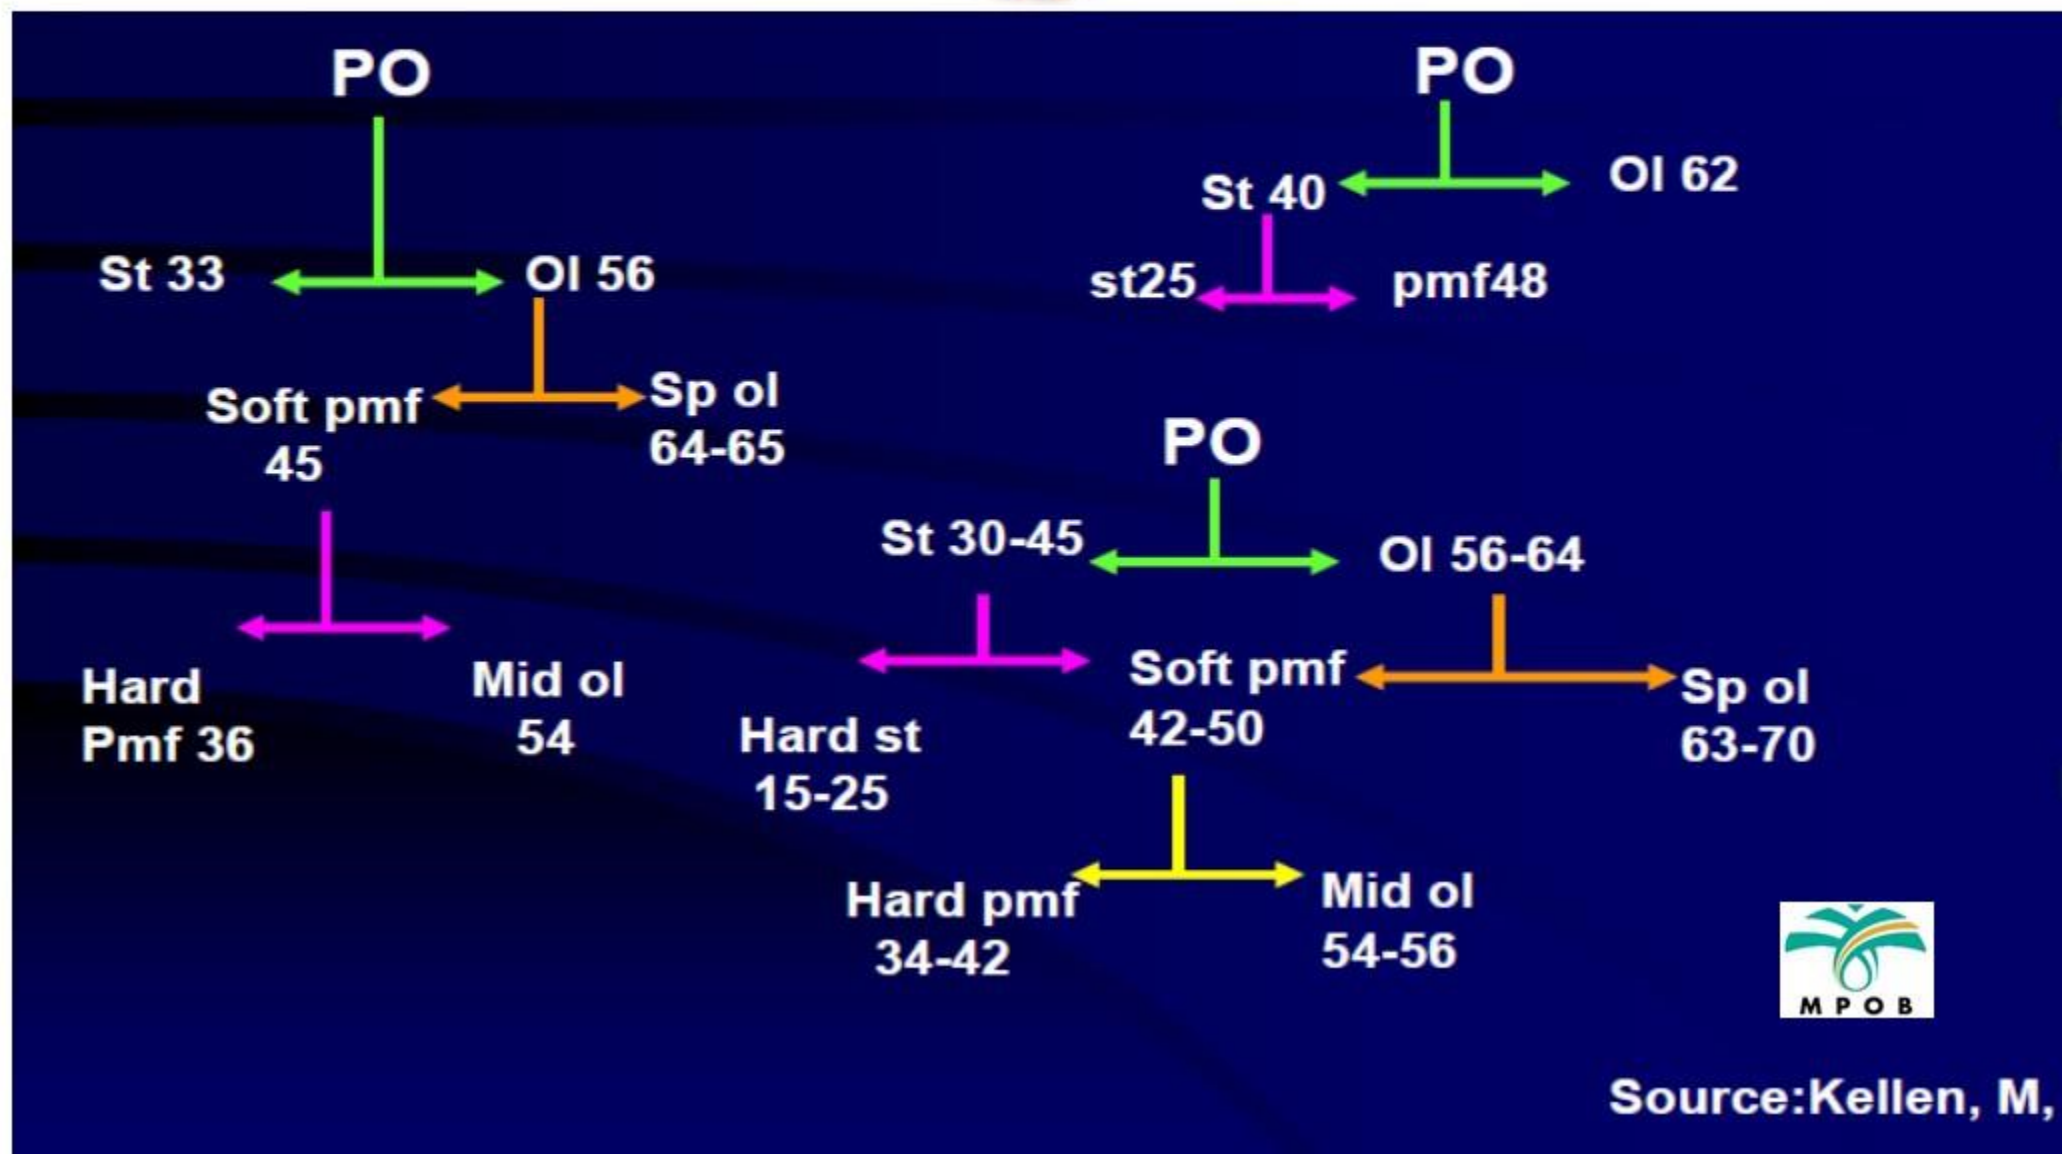 PO
St 33
Ol 56
Soft pmf
45
Sp ol
64-65
Hard
Pmf 36
Mid ol
54
PO
St 40
Ol 62
st25
pmf48
PO
St 30-45
Ol 56-64
Hard st
15-25
Soft pmf
42-50
Sp ol
63-70
Hard pmf
34-42
Mid ol
54-56
MPOB
Source:Kellen, M,